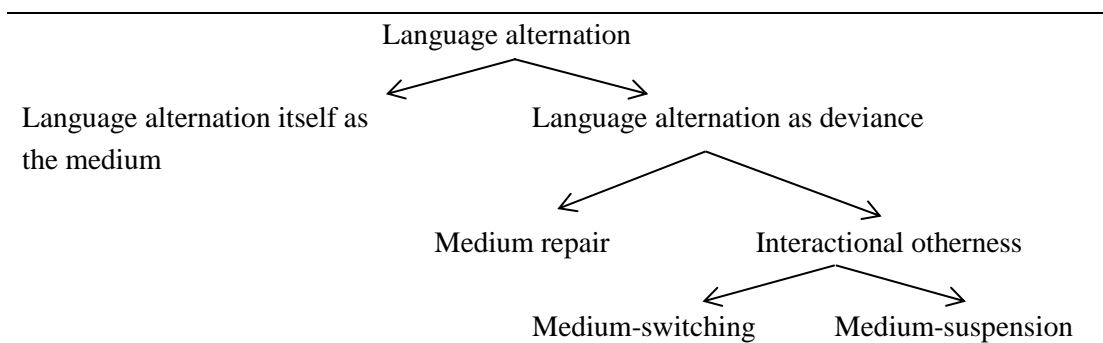 Language alternation
Language alternation itself as
the medium
Language alternation as deviance
Medium repair
Interactional otherness
Medium-switching
Medium-suspension